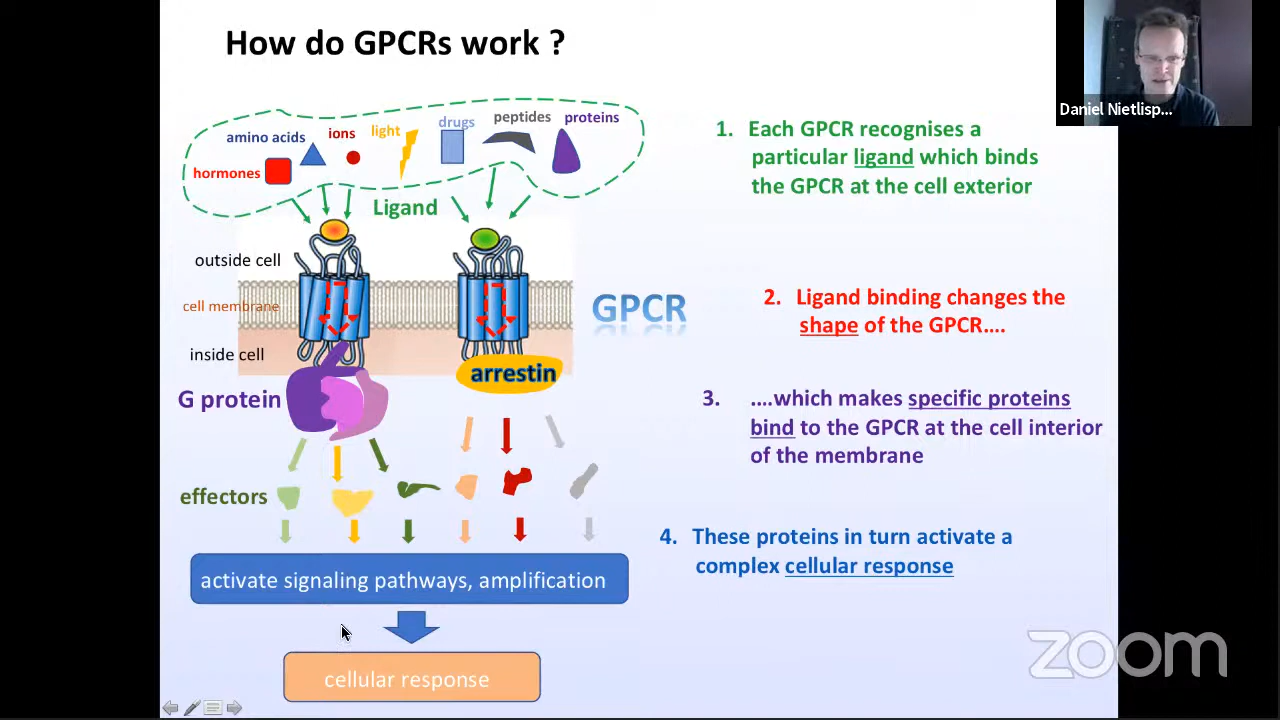 How do GPCRs work ?
Daniel Nietlisp...
amino acids
ions
light
drugs
peptides
proteins
hormones
Ligand
outside cell
cell membrane
inside cell
GPCR
G protein
arrestin
effectors
activate signaling pathways, amplification
cellular response
1. Each GPCR recognises a
particular ligand which binds
the GPCR at the cell exterior
2. Ligand binding changes the
shape of the GPCR....
3. ....which makes specific proteins
bind to the GPCR at the cell interior
of the membrane
4. These proteins in turn activate a
complex cellular response
zoom